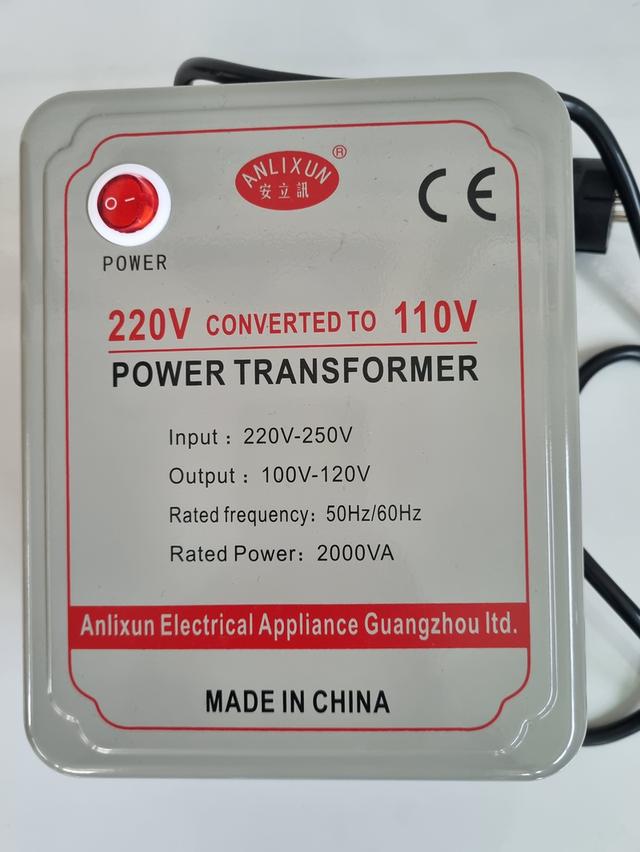 ANLIXUN ®
安立訊
CE
O –
POWER
220V CONVERTED TO 110V
POWER TRANSFORMER
Input : 220V-250V
Output : 100V-120V
Rated frequency: 50Hz/60Hz
Rated Power: 2000VA
Anlixun Electrical Appliance Guangzhou ltd.
MADE IN CHINA